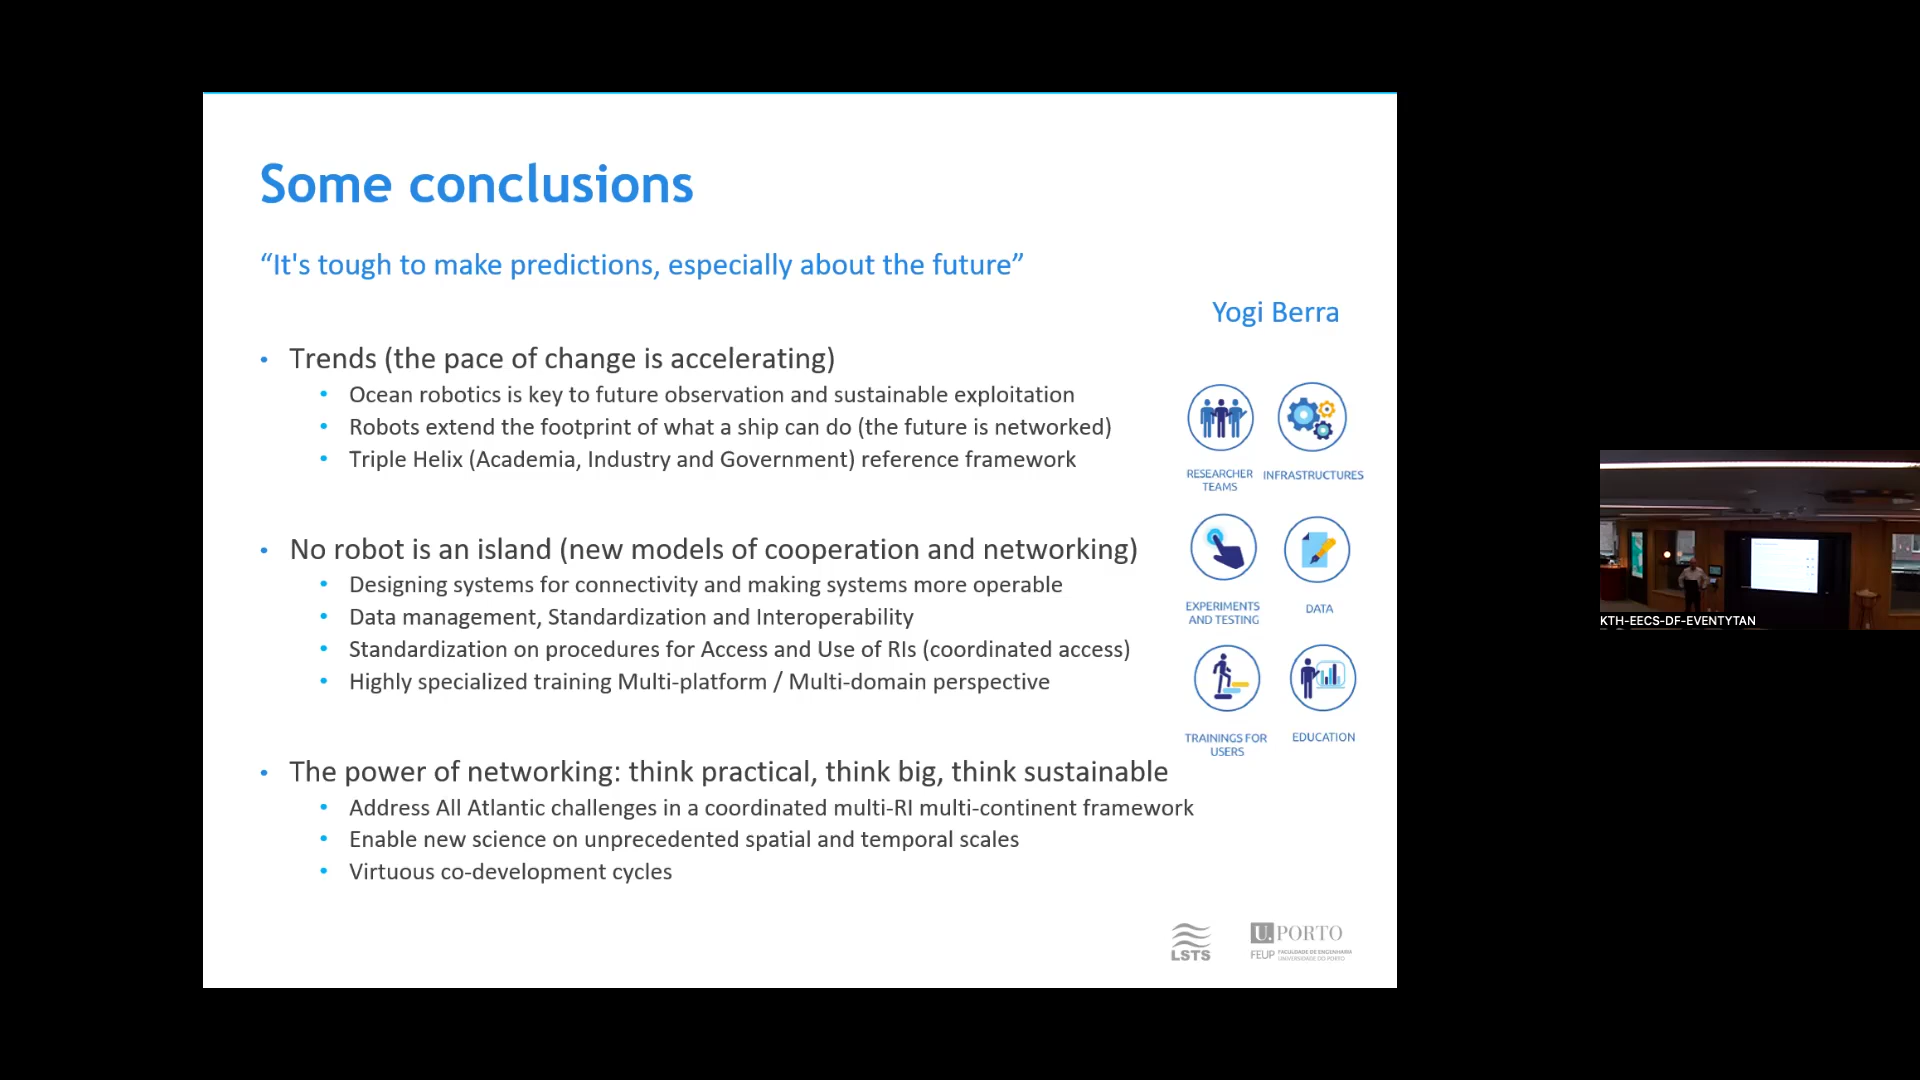 Some conclusions
“It's tough to make predictions, especially about the future”
Yogi Berra
• Trends (the pace of change is accelerating)
• Ocean robotics is key to future observation and sustainable exploitation
• Robots extend the footprint of what a ship can do (the future is networked)
• Triple Helix (Academia, Industry and Government) reference framework
• No robot is an island (new models of cooperation and networking)
• Designing systems for connectivity and making systems more operable
• Data management, Standardization and Interoperability
• Standardization on procedures for Access and Use of RIs (coordinated access)
• Highly specialized training Multi-platform / Multi-domain perspective
• The power of networking: think practical, think big, think sustainable
• Address All Atlantic challenges in a coordinated multi-RI multi-continent framework
• Enable new science on unprecedented spatial and temporal scales
• Virtuous co-development cycles
RESEARCHER
TEAMS
INFRASTRUCTURES
EXPERIMENTS
AND TESTING
DATA
TRAININGS FOR
USERS
EDUCATION
LSTS
U. PORTO
FEUP FACULDADE DE ENGENHARIA
UNIVERSIDADE DO PORTO
KTH-EECS-DF-EVENTYTAN